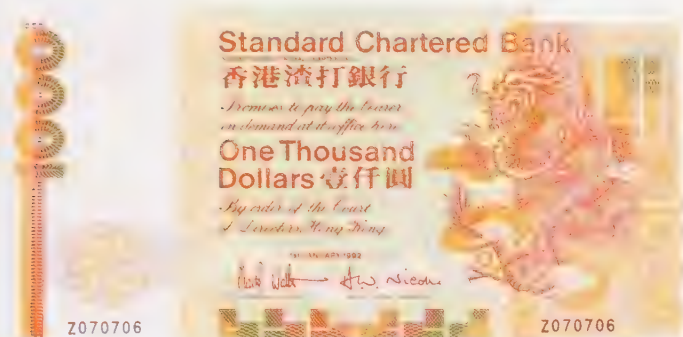 Standard Chartered Bank
香港渣打銀行
Promises to pay the bearer
on demand at its office here
One Thousand
Dollars 壹仟圓
By order of the Court
of Directors, Hong Kong
1000
Z070706
Z070706